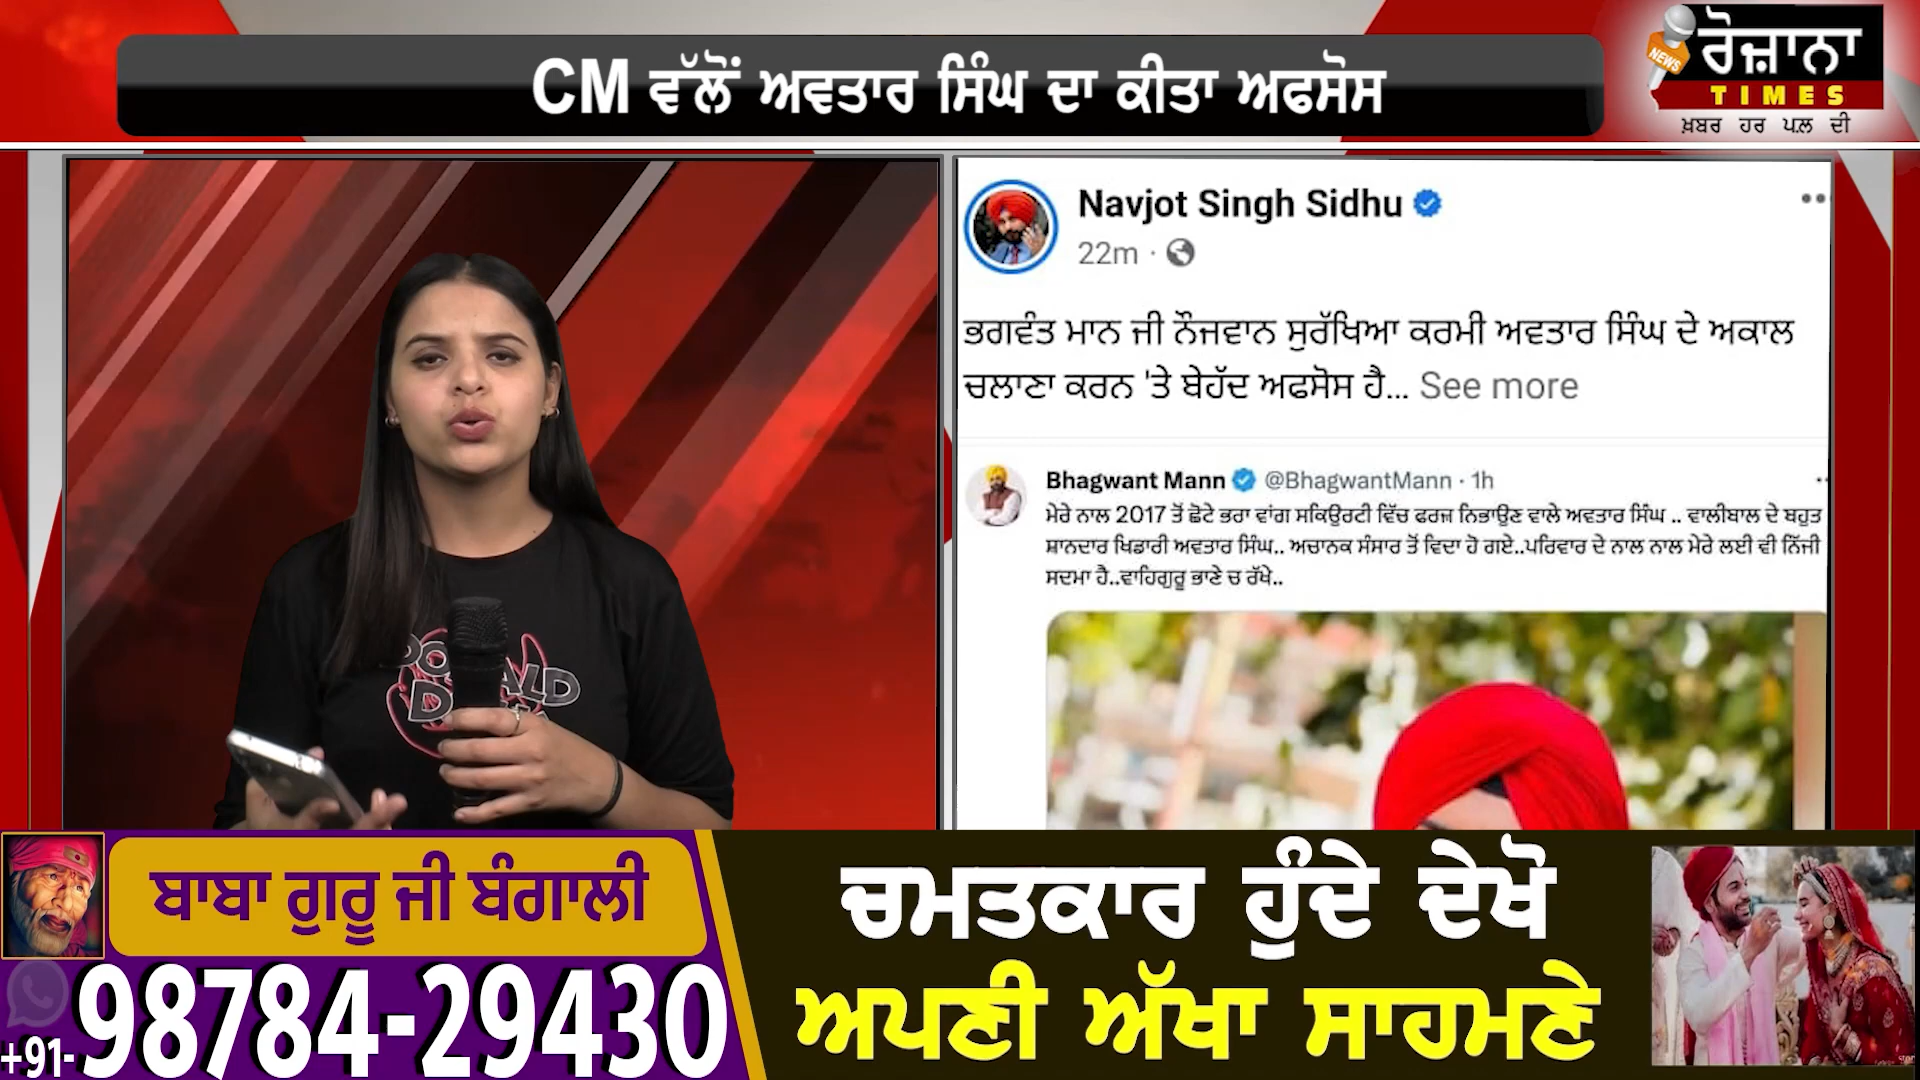 CM ਵੱਲੋਂ ਅਵਤਾਰ ਸਿੰਘ ਦਾ ਕੀਤਾ ਅਫਸੋਸ
NEWS
ਰੋਜ਼ਾਨਾ
TIMES
ਖ਼ਬਰ ਹਰ ਪਲ ਦੀ
Navjot Singh Sidhu
22m ·
ਭਗਵੰਤ ਮਾਨ ਜੀ ਨੌਜਵਾਨ ਸੁਰੱਖਿਆ ਕਰਮੀ ਅਵਤਾਰ ਸਿੰਘ ਦੇ ਅਕਾਲ
ਚਲਾਣਾ ਕਰਨ 'ਤੇ ਬੇਹੱਦ ਅਫਸੋਸ ਹੈ... See more
Bhagwant Mann @BhagwantMann · 1h
ਮੇਰੇ ਨਾਲ 2017 ਤੋਂ ਛੋਟੇ ਭਰਾ ਵਾਂਗ ਸਕਿਉਰਟੀ ਵਿੱਚ ਫਰਜ਼ ਨਿਭਾਉਣ ਵਾਲੇ ਅਵਤਾਰ ਸਿੰਘ .. ਵਾਲੀਬਾਲ ਦੇ ਬਹੁਤ
ਸ਼ਾਨਦਾਰ ਖਿਡਾਰੀ ਅਵਤਾਰ ਸਿੰਘ.. ਅਚਾਨਕ ਸੰਸਾਰ ਤੋਂ ਵਿਦਾ ਹੋ ਗਏ..ਪਰਿਵਾਰ ਦੇ ਨਾਲ ਨਾਲ ਮੇਰੇ ਲਈ ਵੀ ਨਿੱਜੀ
ਸਦਮਾ ਹੈ..ਵਾਹਿਗੁਰੂ ਭਾਣੇ ਚ ਰੱਖੇ..
ਬਾਬਾ ਗੁਰੂ ਜੀ ਬੰਗਾਲੀ
+91-98784-29430
ਚਮਤਕਾਰ ਹੁੰਦੇ ਦੇਖੋ
ਅਪਣੀ ਅੱਖਾ ਸਾਹਮਣੇ